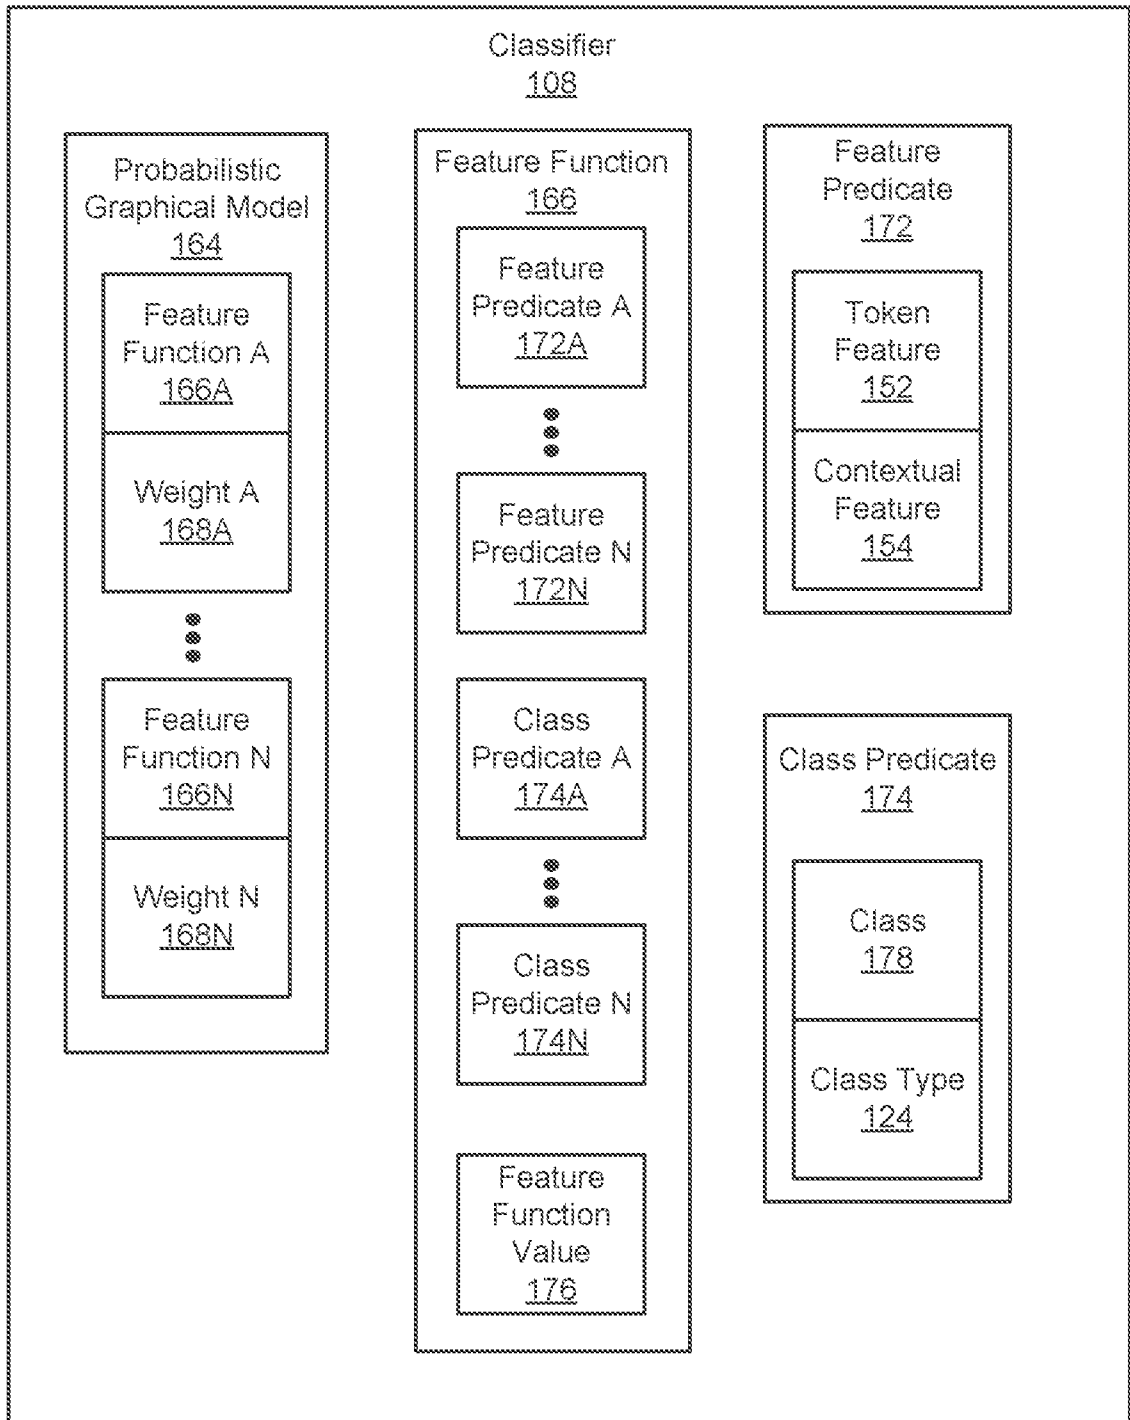 Classifier
108
Probabilistic
Graphical Model
164
Feature
Function A
166A
Weight A
168A
Feature
Function N
166N
Weight N
168N
Feature Function
166
Feature
Predicate A
172A
Feature
Predicate N
172N
Class
Predicate A
174A
Class
Predicate N
174N
Feature
Function
Value
176
Feature
Predicate
172
Token
Feature
152
Contextual
Feature
154
Class Predicate
174
Class
178
Class Type
124